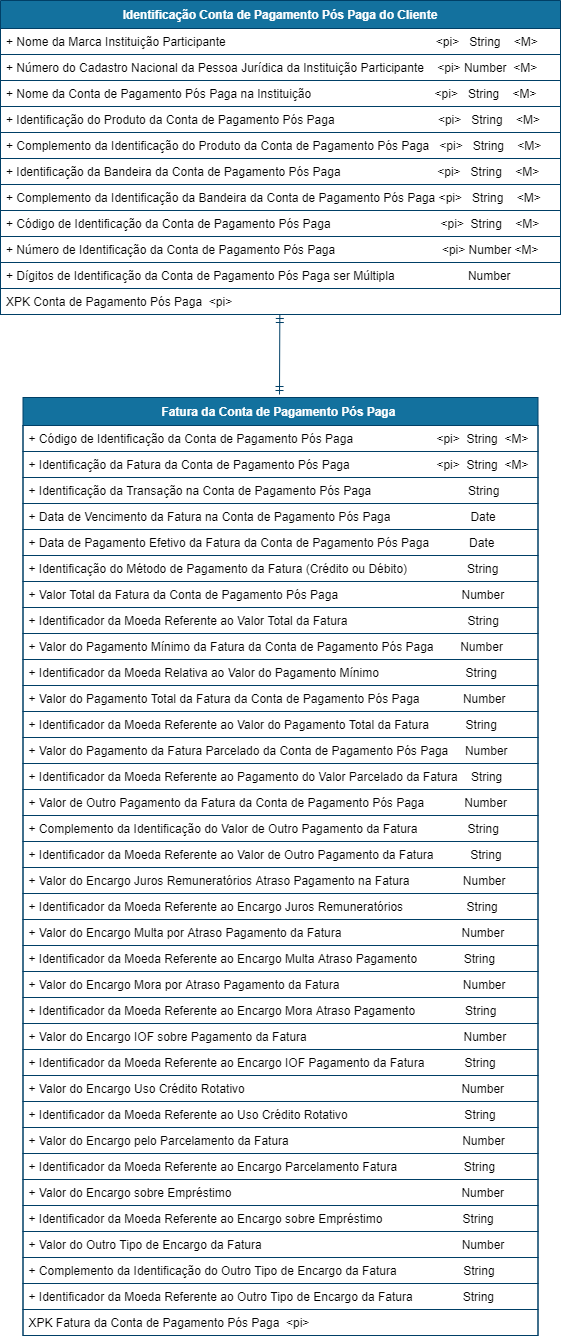 Identificação Conta de Pagamento Pós Paga do Cliente
+ Nome da Marca Instituição Participante <pi> String <M>
+ Número do Cadastro Nacional da Pessoa Jurídica da Instituição Participante <pi> Number <M>
+ Nome da Conta de Pagamento Pós Paga na Instituição <pi> String <M>
+ Identificação do Produto da Conta de Pagamento Pós Paga <pi> String <M>
+ Complemento da Identificação do Produto da Conta de Pagamento Pós Paga <pi> String <M>
+ Identificação da Bandeira da Conta de Pagamento Pós Paga <pi> String <M>
+ Complemento da Identificação da Bandeira da Conta de Pagamento Pós Paga <pi> String <M>
+ Código de Identificação da Conta de Pagamento Pós Paga <pi> String <M>
+ Número de Identificação da Conta de Pagamento Pós Paga <pi> Number <M>
+ Dígitos de Identificação da Conta de Pagamento Pós Paga ser Múltipla Number
XPK Conta de Pagamento Pós Paga <pi>
Fatura da Conta de Pagamento Pós Paga
+ Código de Identificação da Conta de Pagamento Pós Paga <pi> String <M>
+ Identificação da Fatura da Conta de Pagamento Pós Paga <pi> String <M>
+ Identificação da Transação na Conta de Pagamento Pós Paga String
+ Data de Vencimento da Fatura na Conta de Pagamento Pós Paga Date
+ Data de Pagamento Efetivo da Fatura da Conta de Pagamento Pós Paga Date
+ Identificação do Método de Pagamento da Fatura (Crédito ou Débito) String
+ Valor Total da Fatura da Conta de Pagamento Pós Paga Number
+ Identificador da Moeda Referente ao Valor Total da Fatura String
+ Valor do Pagamento Mínimo da Fatura da Conta de Pagamento Pós Paga Number
+ Identificador da Moeda Relativa ao Valor do Pagamento Mínimo String
+ Valor do Pagamento Total da Fatura da Conta de Pagamento Pós Paga Number
+ Identificador da Moeda Referente ao Valor do Pagamento Total da Fatura String
+ Valor do Pagamento da Fatura Parcelado da Conta de Pagamento Pós Paga Number
+ Identificador da Moeda Referente ao Pagamento do Valor Parcelado da Fatura String
+ Valor de Outro Pagamento da Fatura da Conta de Pagamento Pós Paga Number
+ Complemento da Identificação do Valor de Outro Pagamento da Fatura String
+ Identificador da Moeda Referente ao Valor de Outro Pagamento da Fatura String
+ Valor do Encargo Juros Remuneratórios Atraso Pagamento na Fatura Number
+ Identificador da Moeda Referente ao Encargo Juros Remuneratórios String
+ Valor do Encargo Multa por Atraso Pagamento da Fatura Number
+ Identificador da Moeda Referente ao Encargo Multa Atraso Pagamento String
+ Valor do Encargo Mora por Atraso Pagamento da Fatura Number
+ Identificador da Moeda Referente ao Encargo Mora Atraso Pagamento String
+ Valor do Encargo IOF sobre Pagamento da Fatura Number
+ Identificador da Moeda Referente ao Encargo IOF Pagamento da Fatura String
+ Valor do Encargo Uso Crédito Rotativo Number
+ Identificador da Moeda Referente ao Uso Crédito Rotativo String
+ Valor do Encargo pelo Parcelamento da Fatura Number
+ Identificador da Moeda Referente ao Encargo Parcelamento Fatura String
+ Valor do Encargo sobre Empréstimo Number
+ Identificador da Moeda Referente ao Encargo sobre Empréstimo String
+ Valor do Outro Tipo de Encargo da Fatura Number
+ Complemento da Identificação do Outro Tipo de Encargo da Fatura String
+ Identificador da Moeda Referente ao Outro Tipo de Encargo da Fatura String
XPK Fatura da Conta de Pagamento Pós Paga <pi>